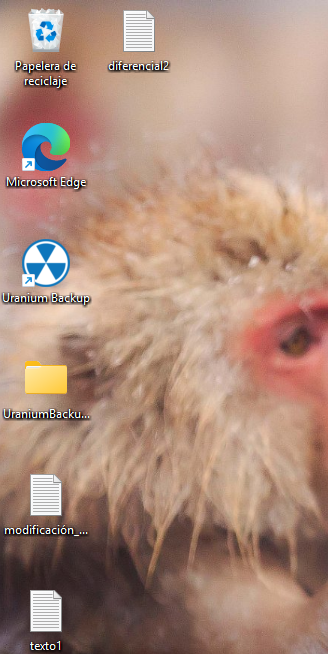 Papelera de
reciclaje
Microsoft Edge
Uranium Backup
UraniumBacku...
modificación_...
texto1
diferencial2